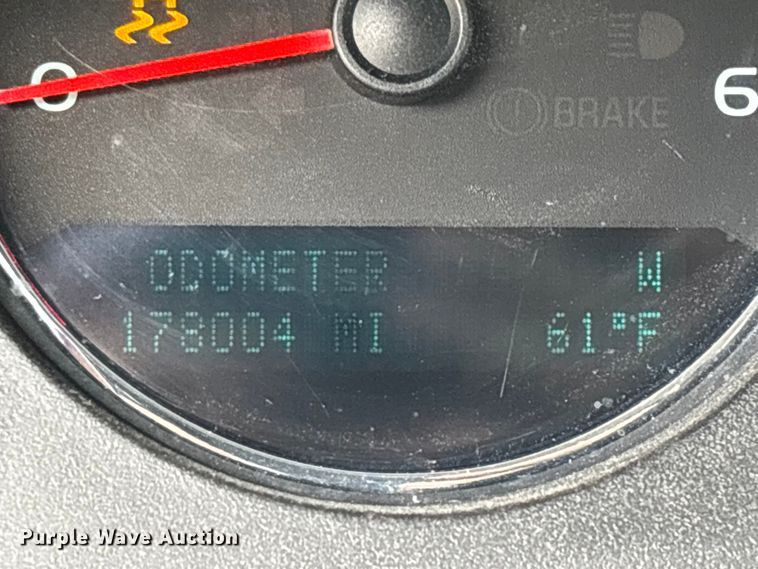 0
6
BRAKE
ODOMETER W
178004 MI 61°F
Purple Wave Auction